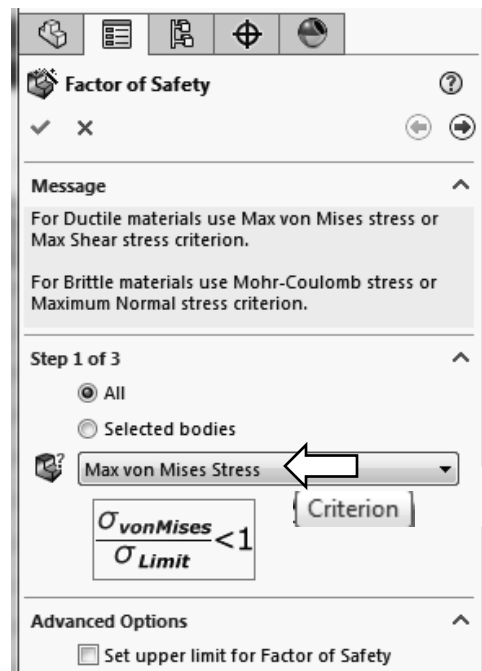 Factor of Safety
Message
For Ductile materials use Max von Mises stress or
Max Shear stress criterion.
For Brittle materials use Mohr-Coulomb stress or
Maximum Normal stress criterion.
Step 1 of 3
All
Selected bodies
Max von Mises Stress
Criterion
σ vonMises
σ Limit
<1
Advanced Options
Set upper limit for Factor of Safety